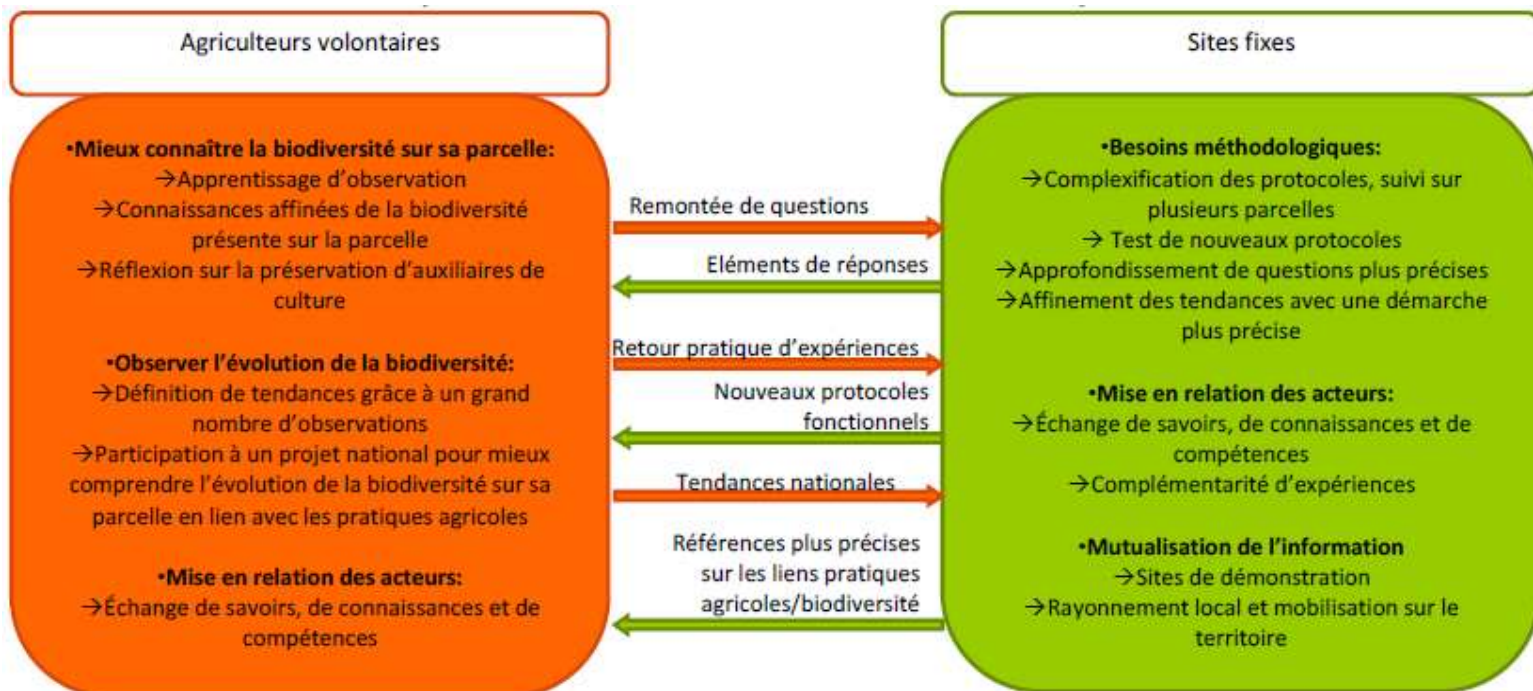 Agriculteurs volontaires
•Mieux connaître la biodiversité sur sa parcelle:
→Apprentissage d'observation
→Connaissances affinées de la biodiversité
présente sur la parcelle
→Réflexion sur la préservation d'auxiliaires de
culture
•Observer l'évolution de la biodiversité:
→Définition de tendances grâce à un grand
nombre d'observations
→Participation à un projet national pour mieux
comprendre l'évolution de la biodiversité sur sa
parcelle en lien avec les pratiques agricoles
•Mise en relation des acteurs:
→Échange de savoirs, de connaissances et de
compétences
Remontée de questions
Eléments de réponses
Retour pratique d'expériences
Nouveaux protocoles
fonctionnels
Tendances nationales
Références plus précises
sur les liens pratiques
agricoles/biodiversité
Sites fixes
•Besoins méthodologiques:
→Complexification des protocoles, suivi sur
plusieurs parcelles
→ Test de nouveaux protocoles
→Approfondissement de questions plus précises
→Affinement des tendances avec une démarche
plus précise
•Mise en relation des acteurs:
→Échange de savoirs, de connaissances et de
compétences
→Complémentarité d'expériences
•Mutualisation de l'information
→Sites de démonstration
→Rayonnement local et mobilisation sur le
territoire